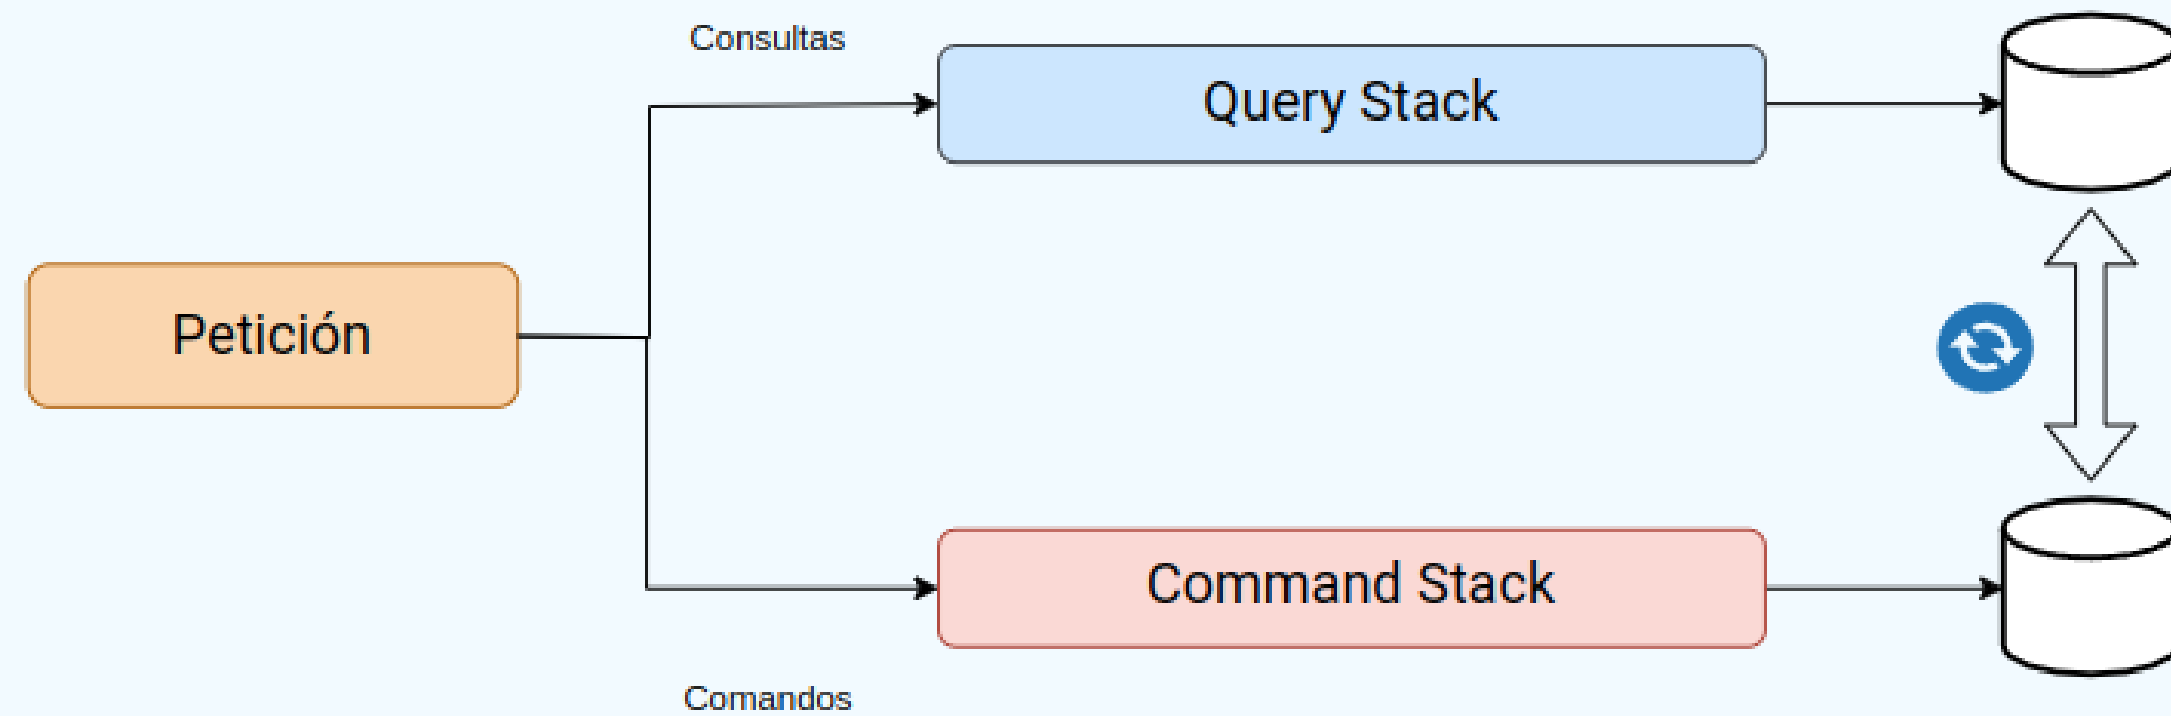 Consultas
Query Stack
Petición
Command Stack
Comandos